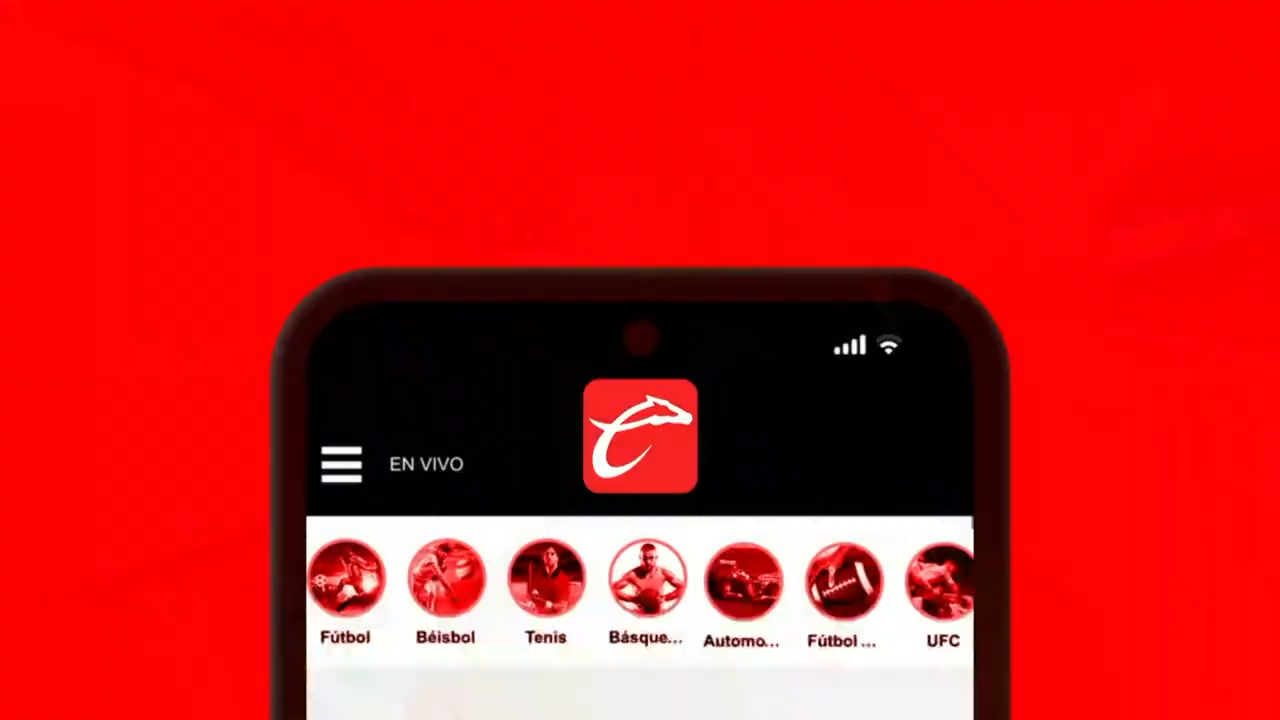 EN VIVO
Fútbol
Béisbol
Tenis
Básque...
Automo...
Fútbol ...
UFC